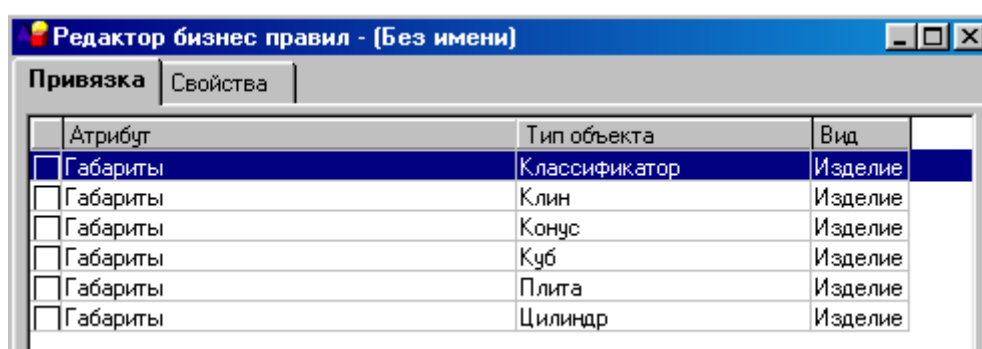 Редактор бизнес правил - (Без имени)
Привязка Свойства
Атрибут Тип объекта Вид
Габариты Классификатор Изделие
Габариты Клин Изделие
Габариты Конус Изделие
Габариты Куб Изделие
Габариты Плита Изделие
Габариты Цилиндр Изделие